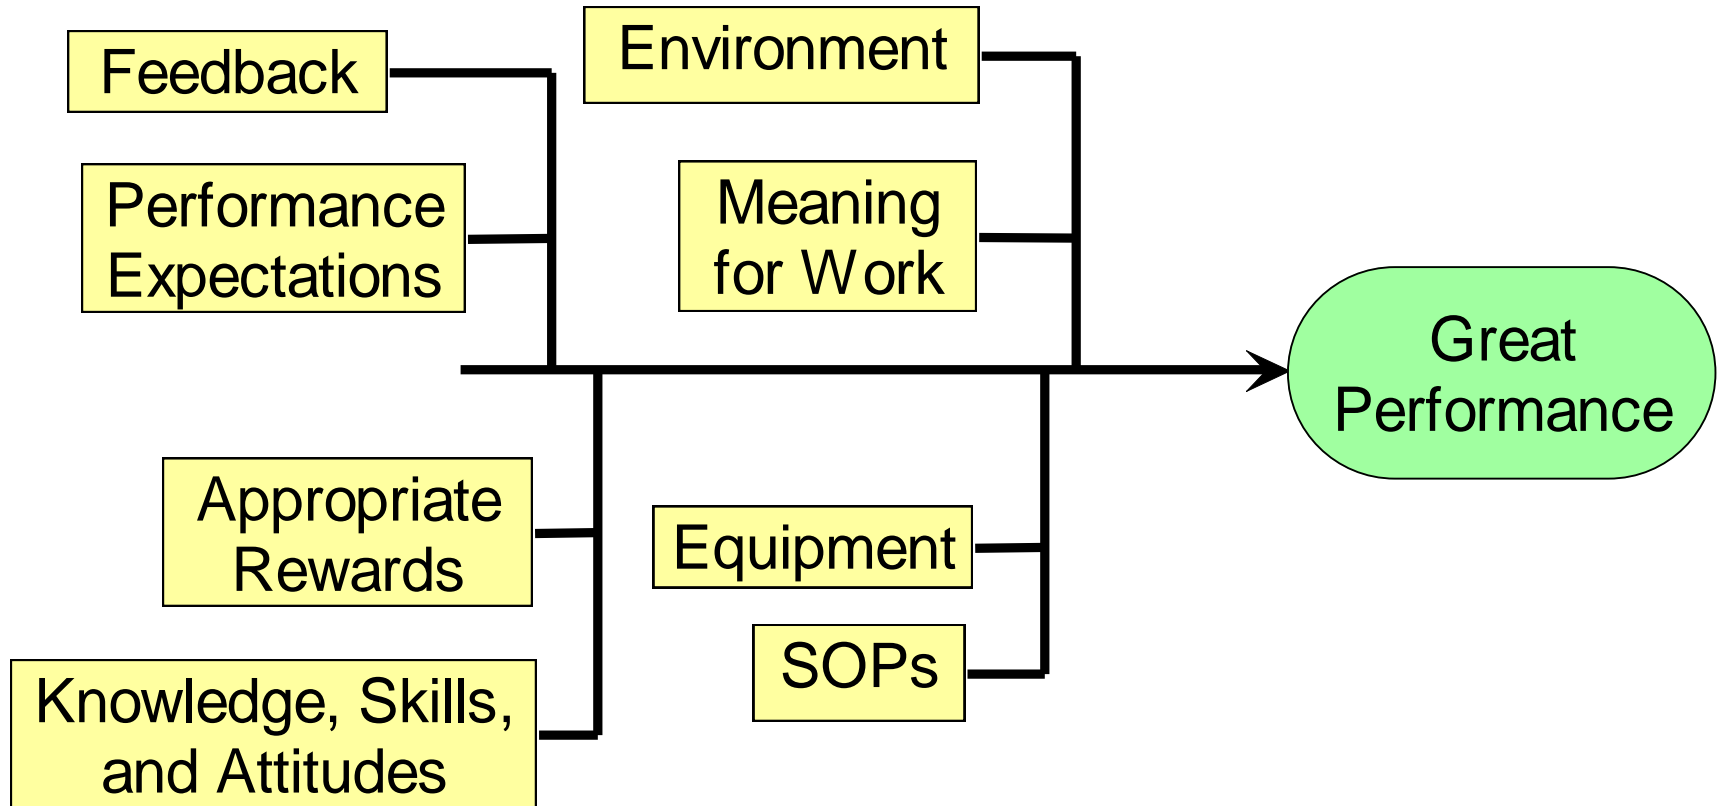 Feedback
Environment
Performance
Expectations
Meaning
for Work
Great
Performance
Appropriate
Rewards
Equipment
SOPs
Knowledge, Skills,
and Attitudes